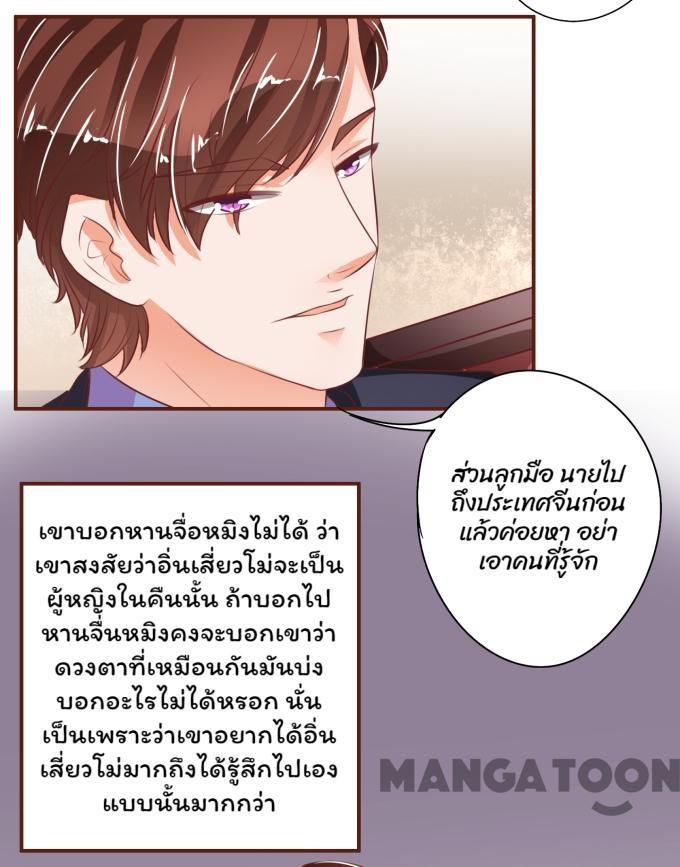 ส่วนลูกมือ นายไป
ถึงประเทศจีนก่อน
แล้วค่อยหา อย่า
เอาคนที่รู้จัก
เขาบอกหานจื่อหมิงไม่ได้ ว่า
เขาสงสัยว่าอิ่นเสี่ยวโม่จะเป็น
ผู้หญิงในคืนนั้น ถ้าบอกไป
หานจื่นหมิงคงจะบอกเขาว่า
ดวงตาที่เหมือนกันมันบ่ง
บอกอะไรไม่ได้หรอก นั่น
เป็นเพราะว่าเขาอยากได้อิ่น
เสี่ยวโม่มากถึงได้รู้สึกไปเอง
แบบนั้นมากกว่า
MANGATOON